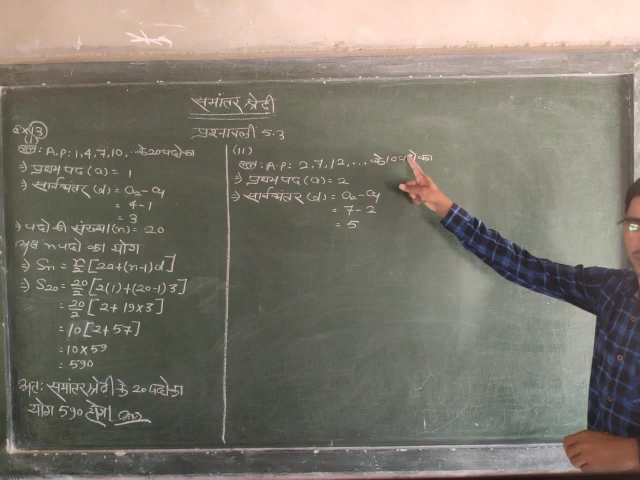 समांतर श्रेढ़ी
प्रश्नावली 5.3
Ex 13
(i)
हल: A.P: 1, 4, 7, 10, .. के 20 पदों का
⇒ प्रथम पद (a) = 1
⇒ सार्वअंतर (d) = a₂ - a₁
= 4-1
= 3
⇒ पदों की संख्या (n) = 20
अब n पदों का योग
⇒ Sn = n/2 [2a+(n-1)d]
⇒ S20 = 20/2 [2(1)+(20-1)3]
= 20/2 [2+19×3]
= 10[2+57]
= 10×59
= 590
अतः समांतर श्रेढ़ी के 20 पदों का
योग 590 होगा। Ans
(ii)
हल: A.P: 2, 7, 12, ... के 10 पदों का
⇒ प्रथम पद (a) = 2
⇒ सार्वअंतर (d) = a₂ - a₁
= 7-2
= 5